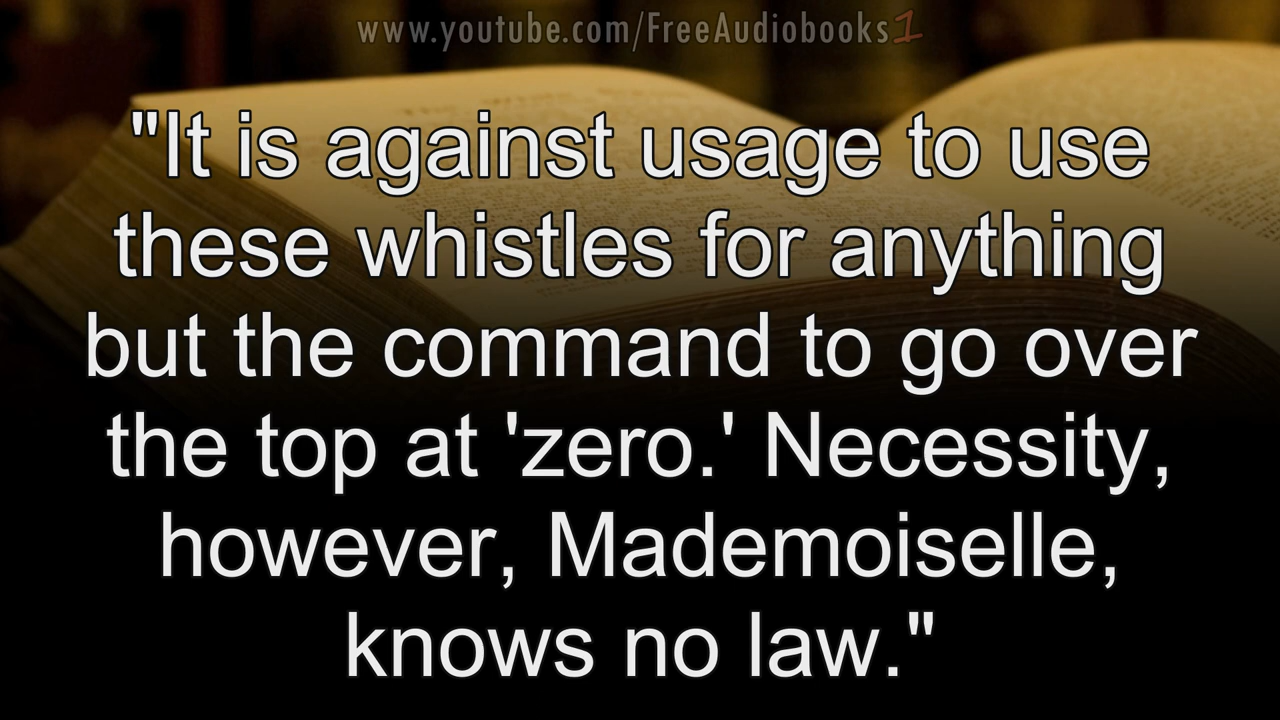 www.youtube.com/FreeAudiobooks1
"It is against usage to use
these whistles for anything
but the command to go over
the top at 'zero.' Necessity,
however, Mademoiselle,
knows no law."